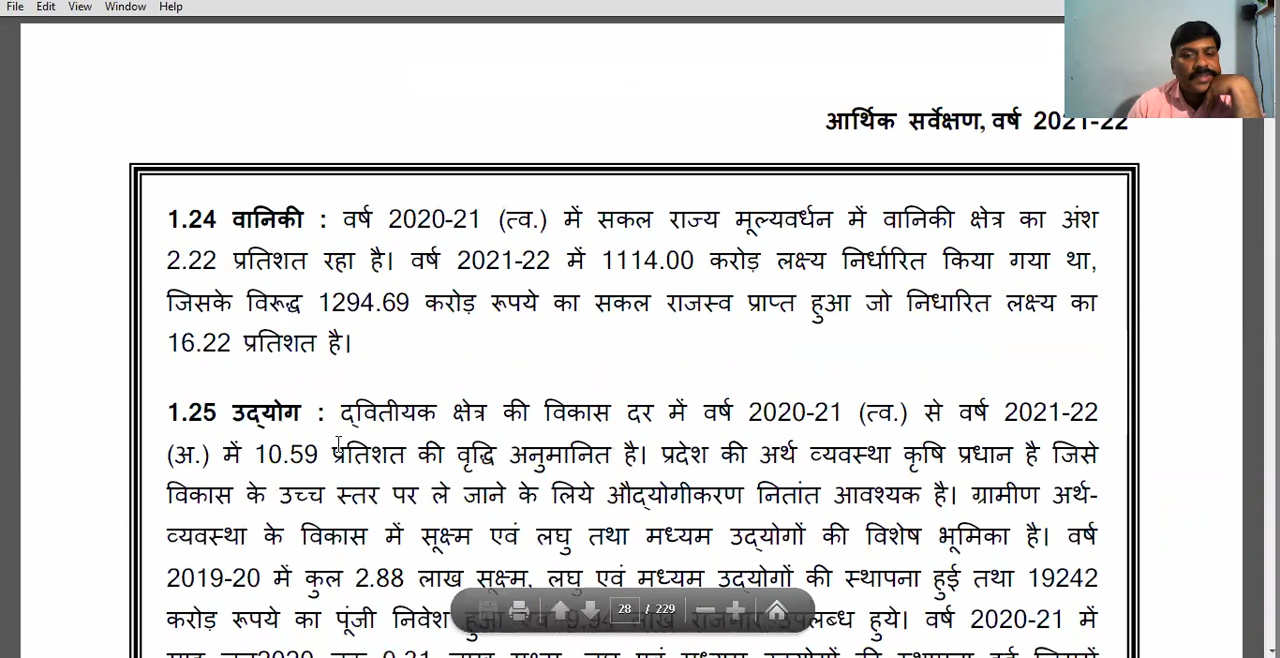 File Edit View Window Help
आर्थिक सर्वेक्षण, वर्ष 2021-22
1.24 वानिकी : वर्ष 2020-21 (त्व.) में सकल राज्य मूल्यवर्धन में वानिकी क्षेत्र का अंश
2.22 प्रतिशत रहा है। वर्ष 2021-22 में 1114.00 करोड़ लक्ष्य निर्धारित किया गया था,
जिसके विरूद्ध 1294.69 करोड़ रूपये का सकल राजस्व प्राप्त हुआ जो निधारित लक्ष्य का
16.22 प्रतिशत है।
1.25 उद्योग : द्वितीयक क्षेत्र की विकास दर में वर्ष 2020-21 (त्व.) से वर्ष 2021-22
(अ.) में 10.59 प्रतिशत की वृद्धि अनुमानित है। प्रदेश की अर्थ व्यवस्था कृषि प्रधान है जिसे
विकास के उच्च स्तर पर ले जाने के लिये औद्योगीकरण नितांत आवश्यक है। ग्रामीण अर्थ-
व्यवस्था के विकास में सूक्ष्म एवं लघु तथा मध्यम उद्योगों की विशेष भूमिका है। वर्ष
2019-20 में कुल 2.88 लाख सूक्ष्म, लघु एवं मध्यम उद्योगों की स्थापना हुई तथा 19242
करोड़ रूपये का पूंजी निवेश उपलब्ध हुये। वर्ष 2020-21 में
28 / 229